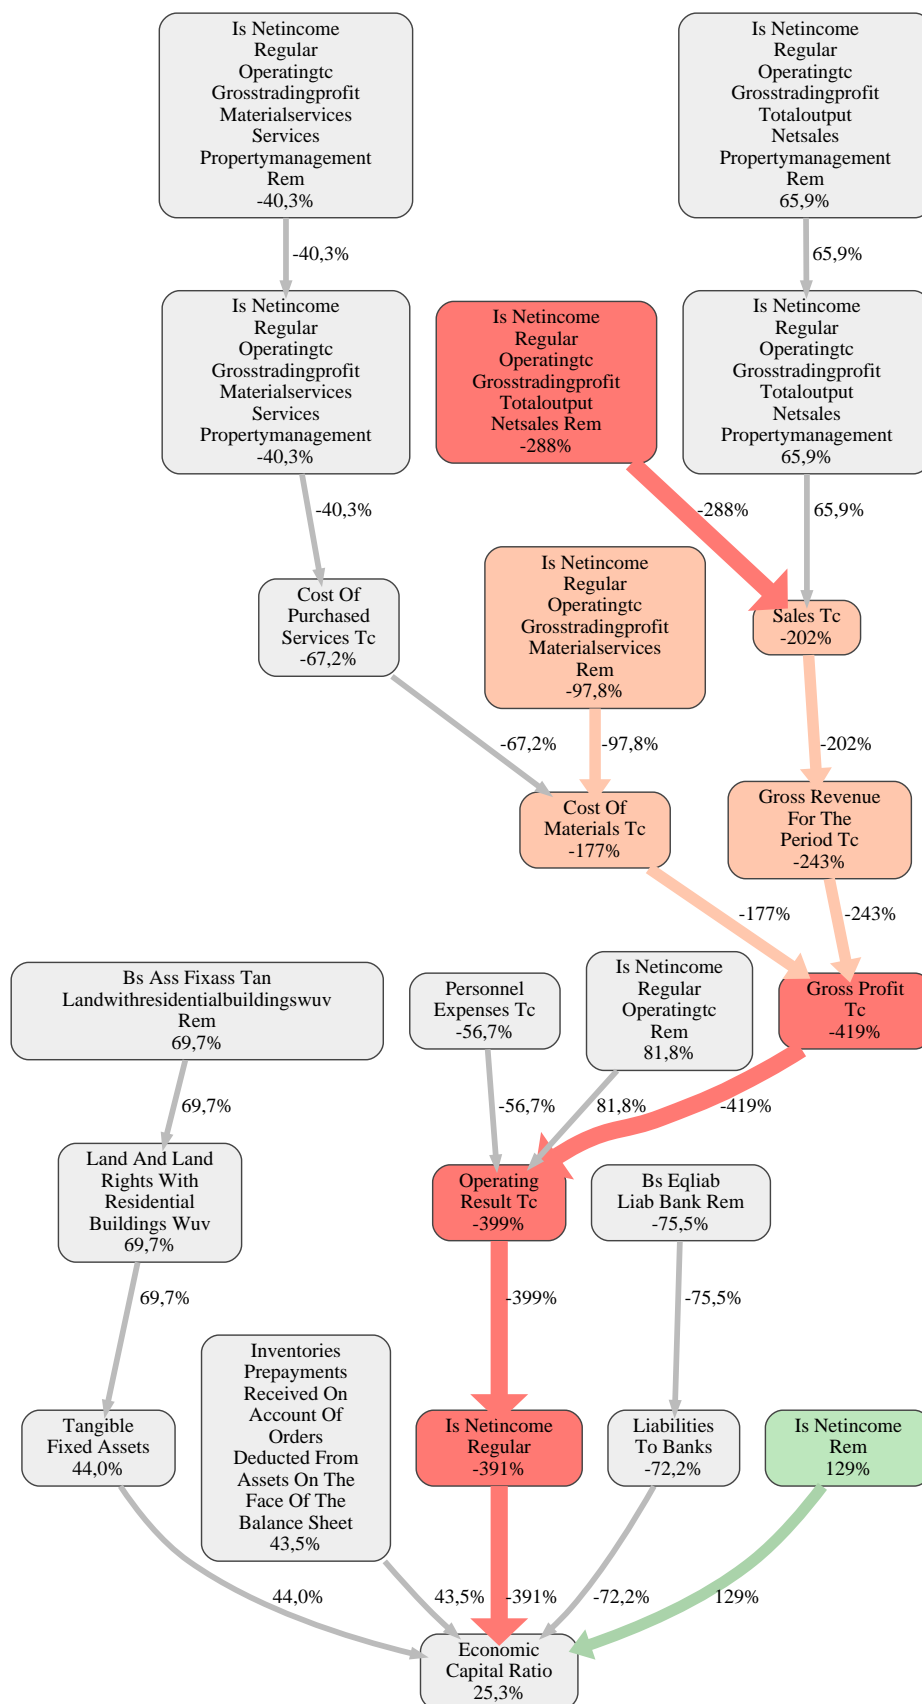 Is Netincome
Regular
Operatingtc
Grosstradingprofit
Materialservices
Services
Propertymanagement
Rem
-40,3%
Is Netincome
Regular
Operatingtc
Grosstradingprofit
Totaloutput
Netsales
Propertymanagement
Rem
65,9%
-40,3%
65,9%
Is Netincome
Regular
Operatingtc
Grosstradingprofit
Materialservices
Services
Propertymanagement
-40,3%
Is Netincome
Regular
Operatingtc
Grosstradingprofit
Totaloutput
Netsales Rem
-288%
Is Netincome
Regular
Operatingtc
Grosstradingprofit
Totaloutput
Netsales
Propertymanagement
65,9%
-40,3%
-288%
65,9%
Cost Of
Purchased
Services Tc
-67,2%
Is Netincome
Regular
Operatingtc
Grosstradingprofit
Materialservices
Rem
-97,8%
Sales Tc
-202%
-67,2%
-97,8%
-202%
Cost Of
Materials Tc
-177%
Gross Revenue
For The
Period Tc
-243%
-177%
-243%
Bs Ass Fixass Tan
Landwithresidentialbuildingswuv
Rem
69,7%
Personnel
Expenses Tc
-56,7%
Is Netincome
Regular
Operatingtc
Rem
81,8%
Gross Profit
Tc
-419%
69,7%
-56,7%
81,8%
-419%
Land And Land
Rights With
Residential
Buildings Wuv
69,7%
Operating
Result Tc
-399%
Bs Eqliab
Liab Bank Rem
-75,5%
69,7%
-399%
-75,5%
Inventories
Prepayments
Received On
Account Of
Orders
Deducted From
Assets On The
Face Of The
Balance Sheet
43,5%
Tangible
Fixed Assets
44,0%
Is Netincome
Regular
-391%
Liabilities
To Banks
-72,2%
Is Netincome
Rem
129%
44,0%
43,5%
-391%
-72,2%
129%
Economic
Capital Ratio
25,3%